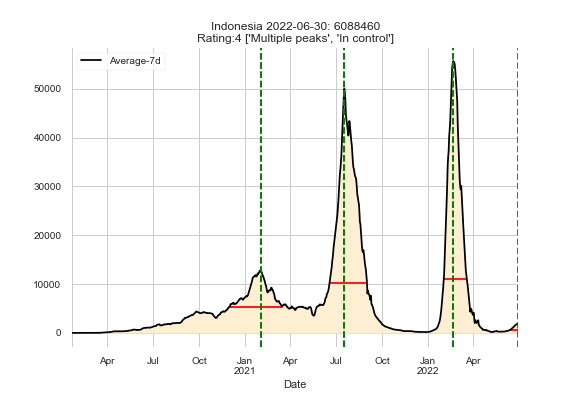 Indonesia 2022-06-30: 6088460
Rating:4 ['Multiple peaks', 'In control']
Average-7d
50000
40000
30000
20000
10000
0
Apr Jul Oct Jan Apr Jul Oct Jan Apr
2021 2022
Date